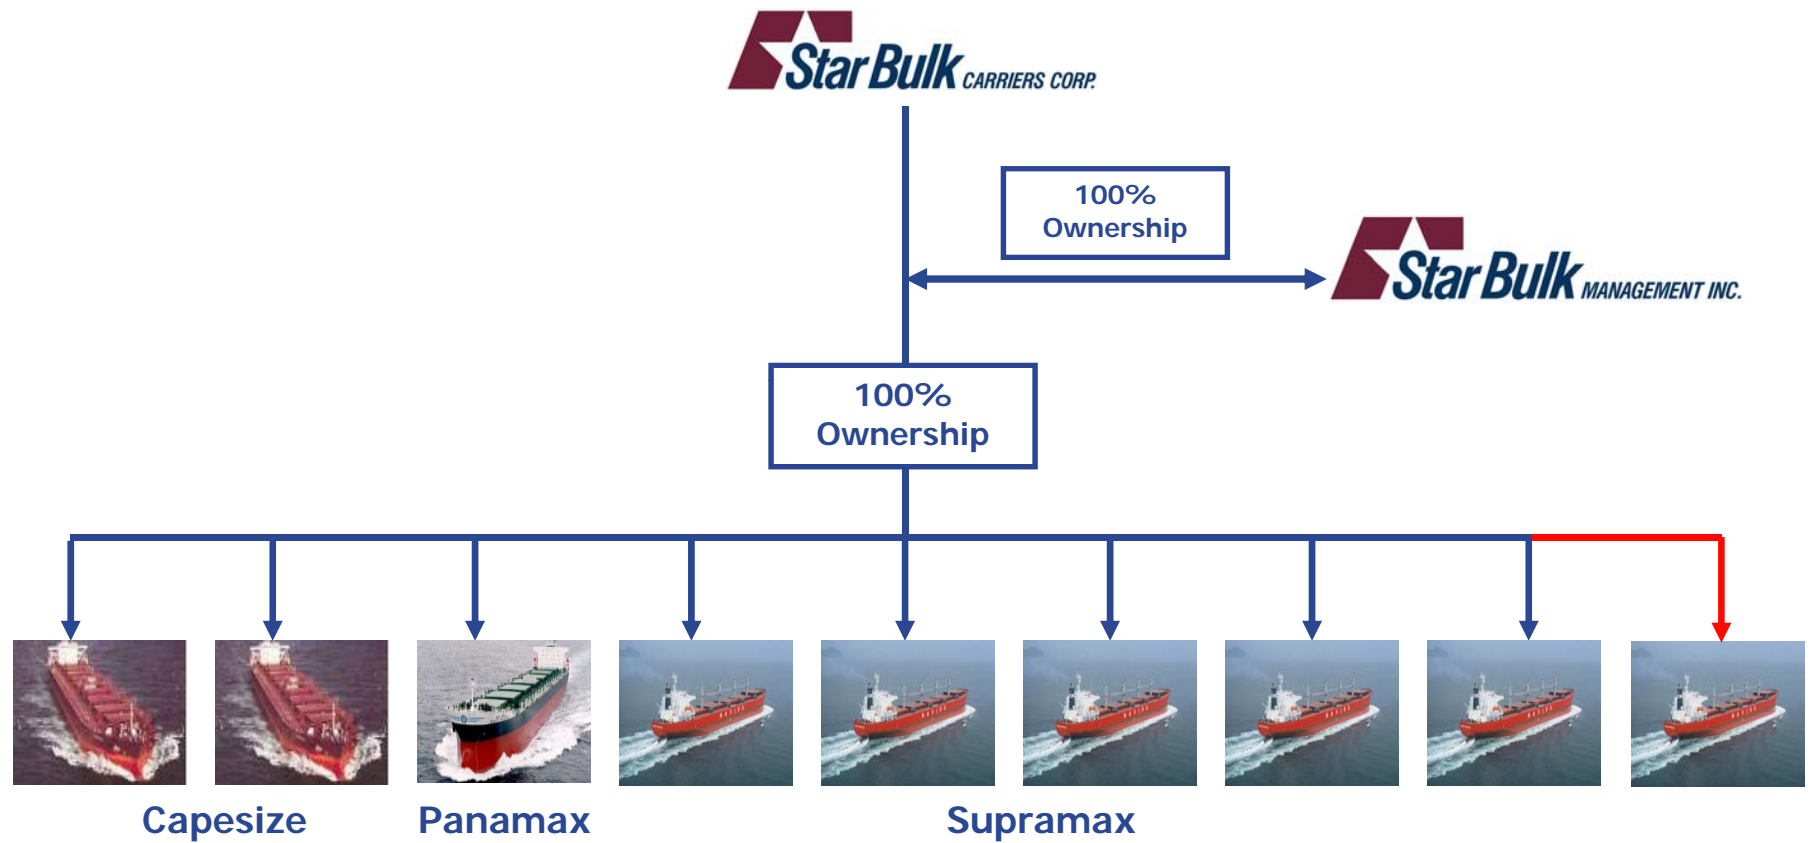 Star Bulk CARRIERS CORP.
100%
Ownership
Star Bulk MANAGEMENT INC.
100%
Ownership
Capesize Panamax Supramax